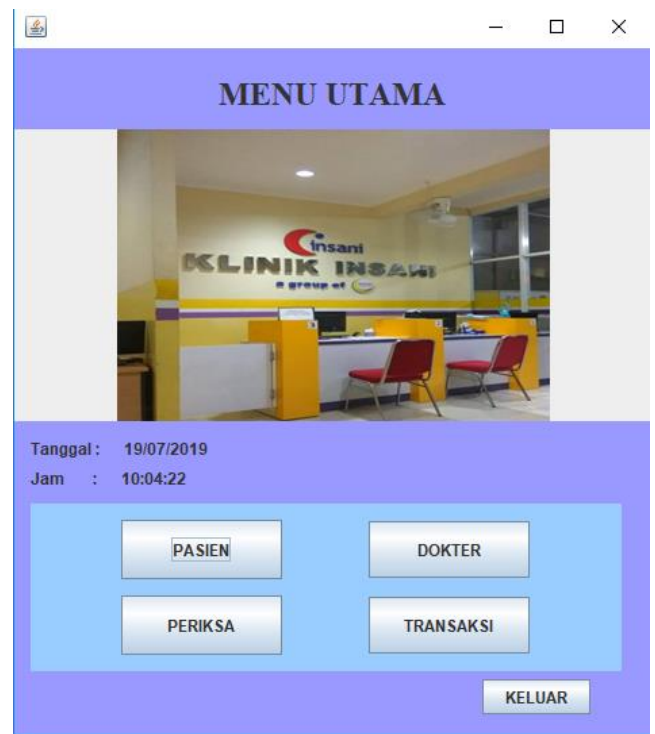 MENU UTAMA
insani
KLINIK INSANI
a group of
Tanggal : 19/07/2019
Jam : 10:04:22
PASIEN
DOKTER
PERIKSA
TRANSAKSI
KELUAR